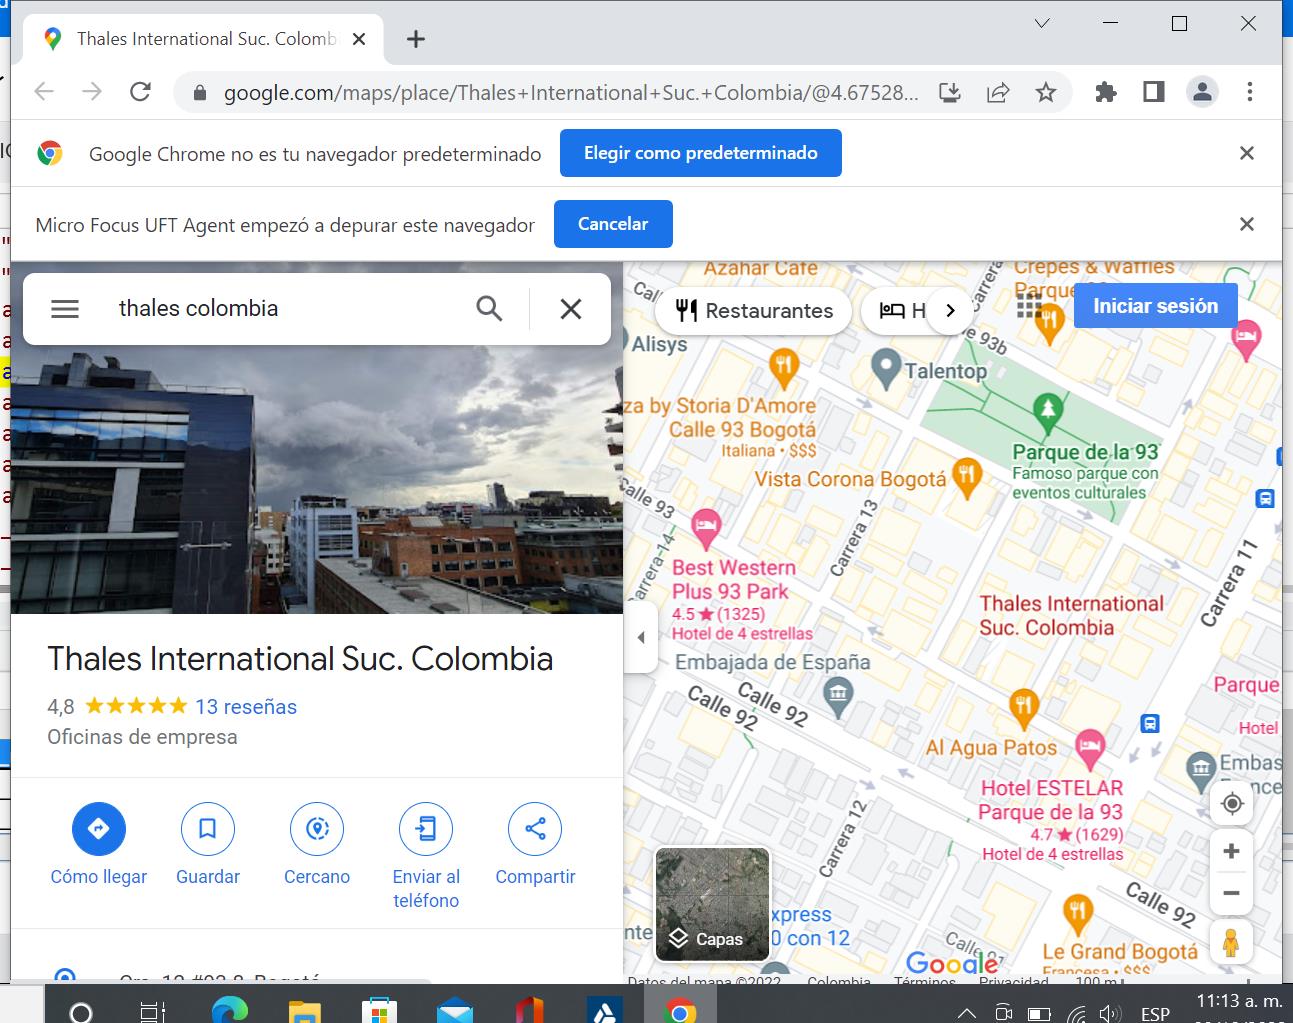 Thales International Suc. Colomb
google.com/maps/place/Thales+International+Suc.+Colombia/@4.67528...
Google Chrome no es tu navegador predeterminado
Elegir como predeterminado
Micro Focus UFT Agent empezó a depurar este navegador
Cancelar
thales colombia
Thales International Suc. Colombia
4,8
13 reseñas
Oficinas de empresa
Cómo llegar
Guardar
Cercano
Enviar al
teléfono
Compartir
Azahar Cafe
Carrera
Crepes & Waffles
Parque
Restaurantes
H
Iniciar sesión
Alisys
93b
Talentop
za by Storia D'Amore
Calle 93 Bogotá
Italiana • $$$
Parque de la 93
Famoso parque con
eventos culturales
Vista Corona Bogotá
Calle 93
Carrera 13
Carrera 11
Best Western
Plus 93 Park
4.5 ★ (1325)
Hotel de 4 estrellas
Thales International
Suc. Colombia
Embajada de España
Calle 92
Calle 92
Parque
Hotel
Al Agua Patos
Embas
Hotel ESTELAR
Parque de la 93
4.7 ★ (1629)
Hotel de 4 estrellas
Carrera 12
Calle 92
Capas
xpress
0 con 12
Le Grand Bogotá
Francesa • $$$
Google
Datos del mapa ©2022
Colombia
Términos
Privacidad
100 m
ESP
11:13 a. m.